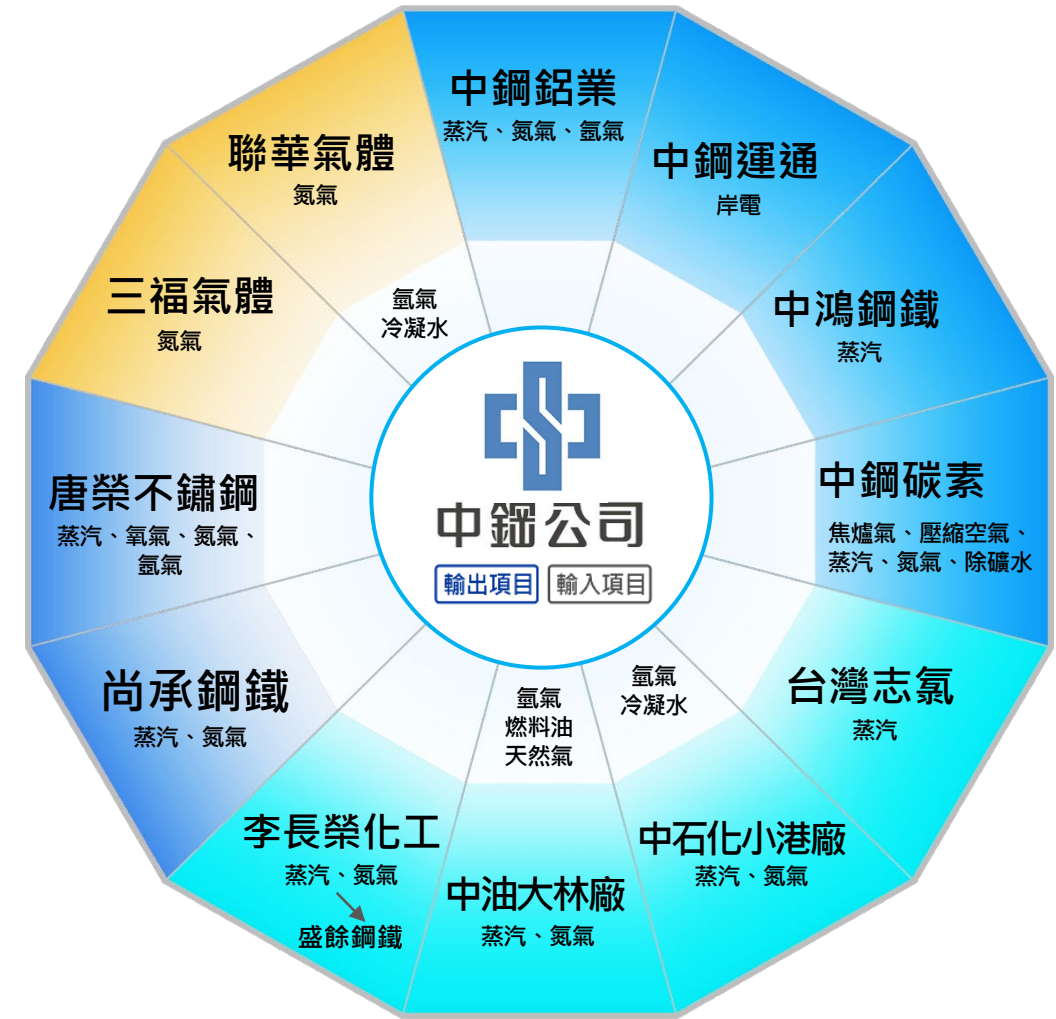 中鋼鋁業
蒸汽、氮氣、氫氣
中鋼運通
岸電
中鴻鋼鐵
蒸汽
中鋼碳素
焦爐氣、壓縮空氣、
蒸汽、氮氣、除礦水
台灣志氯
蒸汽
中石化小港廠
蒸汽、氮氣
氫氣
冷凝水
中油大林廠
蒸汽、氮氣
氫氣
燃料油
天然氣
李長榮化工
蒸汽、氮氣
盛餘鋼鐵
尚承鋼鐵
蒸汽、氮氣
唐榮不鏽鋼
蒸汽、氧氣、氮氣、
氫氣
三福氣體
氮氣
聯華氣體
氮氣
氫氣
冷凝水
中鋼公司
輸出項目
輸入項目